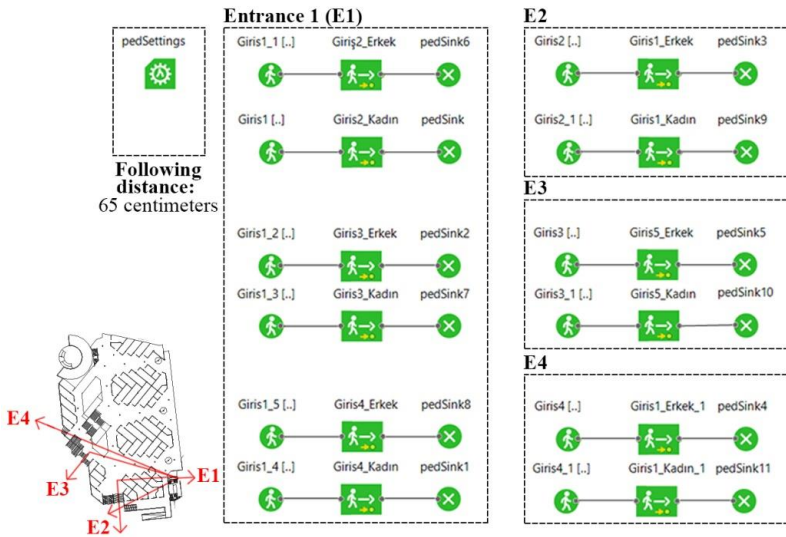 Entrance 1 (E1)
E2
pedSettings
Giris1_1 [..] Giriş2_Erkek pedSink6
Giris2 [..] Giris1_Erkek pedSink3
Giris1 [..] Giris2_Kadın pedSink
Giris2_1 [..] Giris1_Kadın pedSink9
Following
distance:
65 centimeters
E3
Giris1_2 [..] Giris3_Erkek pedSink2
Giris3 [..] Giris5_Erkek pedSink5
Giris1_3 [..] Giris3_Kadın pedSink7
Giris3_1 [..] Giris5_Kadın pedSink10
E4
Giris1_5 [..] Giris4_Erkek pedSink8
Giris4 [..] Giris1_Erkek_1 pedSink4
Giris1_4 [..] Giris4_Kadın pedSink1
Giris4_1 [..] Giris1_Kadın_1 pedSink11
E4
E3
E1
E2